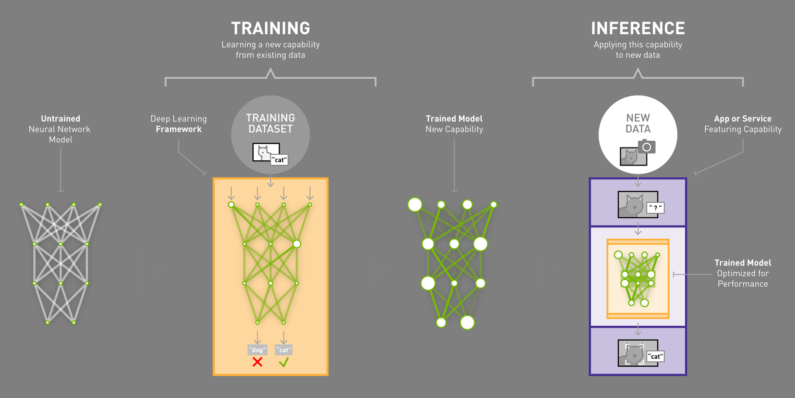 TRAINING
Learning a new capability
from existing data
INFERENCE
Applying this capability
to new data
Untrained
Neural Network
Model
Deep Learning
Framework
TRAINING
DATASET
"cat"
Trained Model
New Capability
NEW
DATA
App or Service
Featuring Capability
"?"
Trained Model
Optimized for
Performance
"dog"
"cat"
"cat"